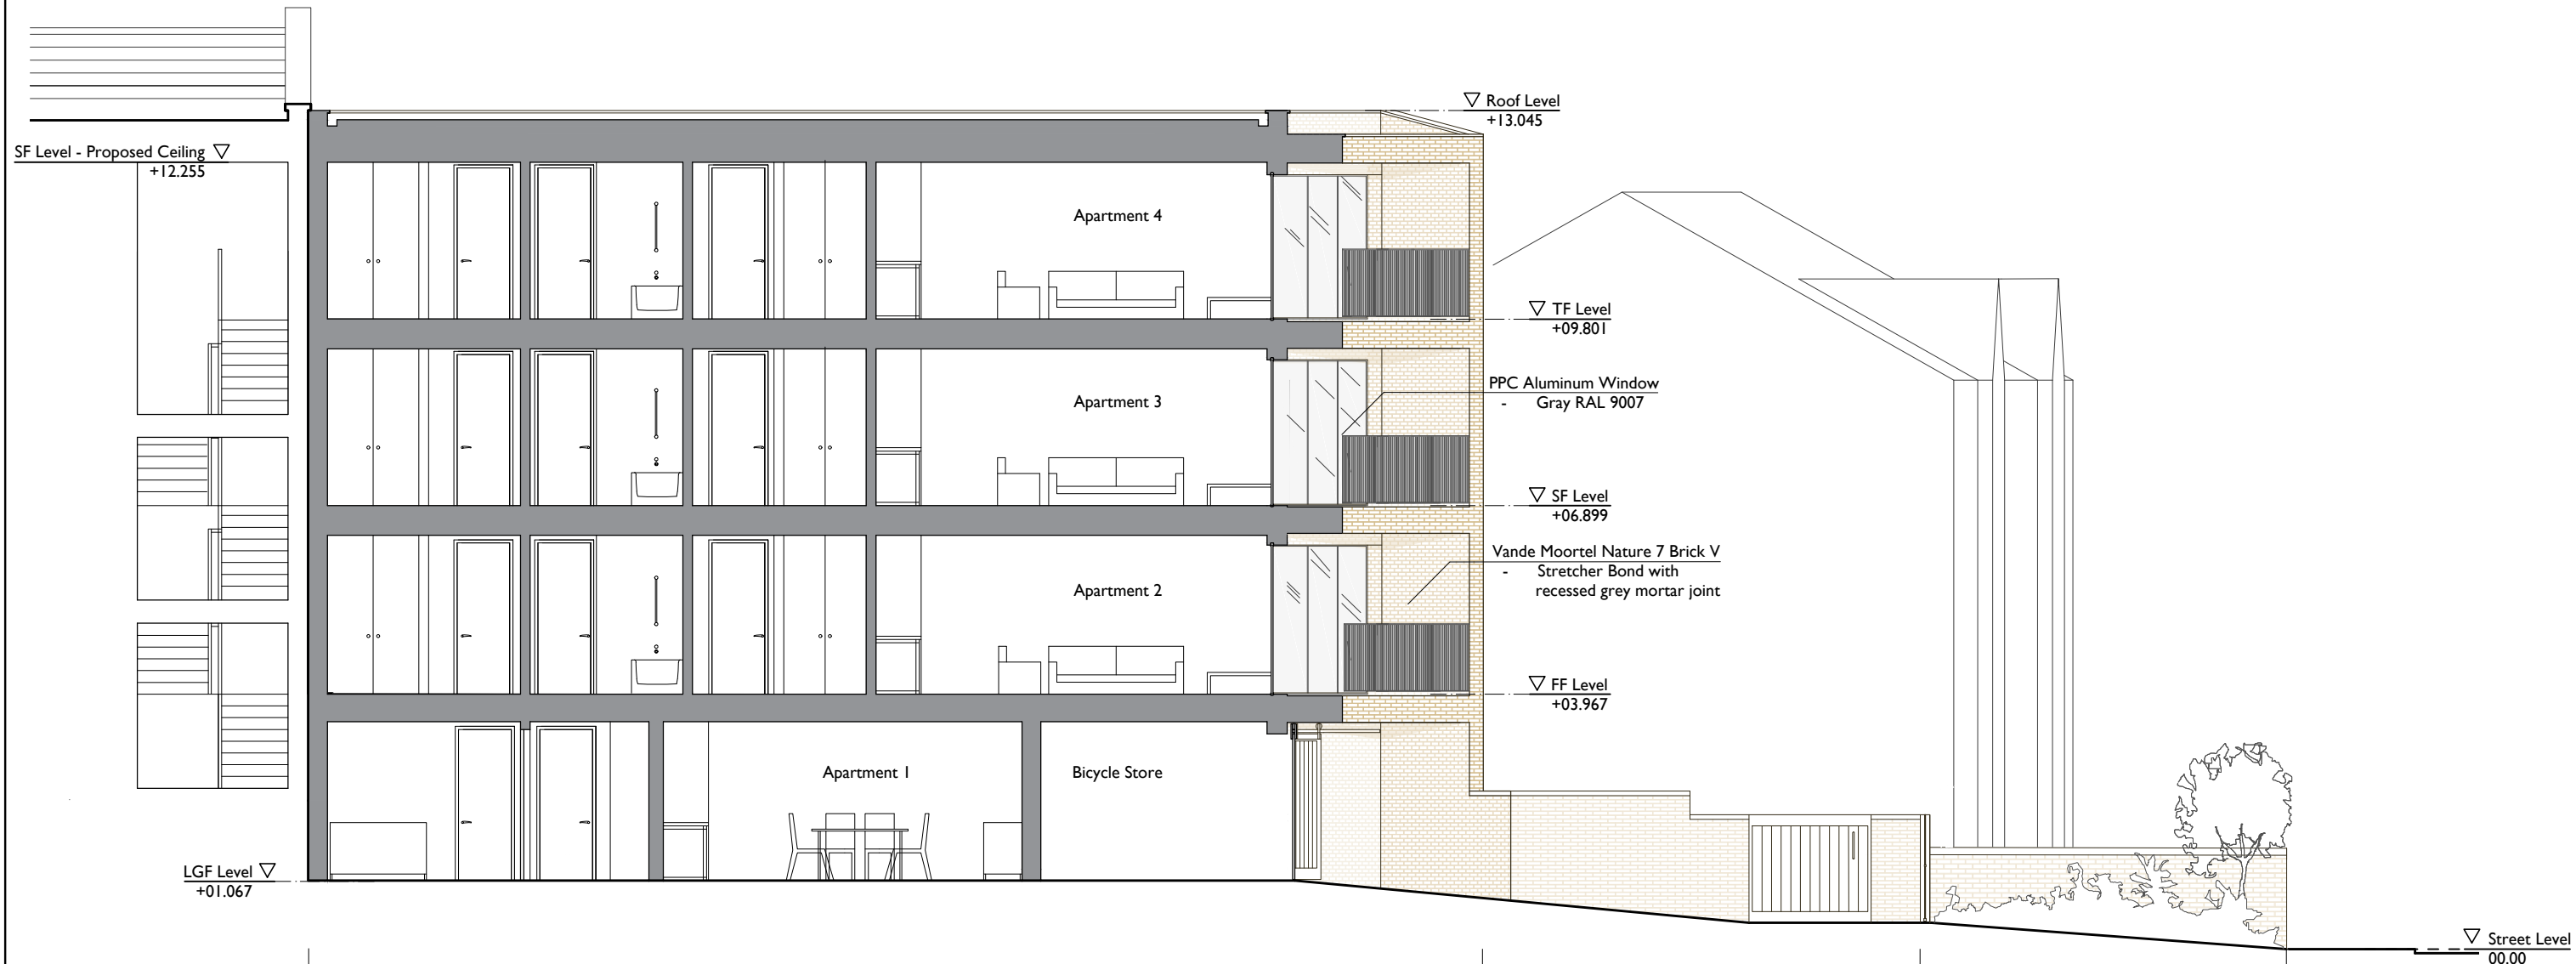 Roof Level
+13.045
SF Level - Proposed Ceiling
+12.255
Apartment 4
TF Level
+09.801
PPC Aluminum Window
- Gray RAL 9007
Apartment 3
SF Level
+06.899
Vande Moortel Nature 7 Brick V
- Stretcher Bond with
recessed grey mortar joint
Apartment 2
FF Level
+03.967
Apartment 1
Bicycle Store
LGF Level
+01.067
Street Level
00.00